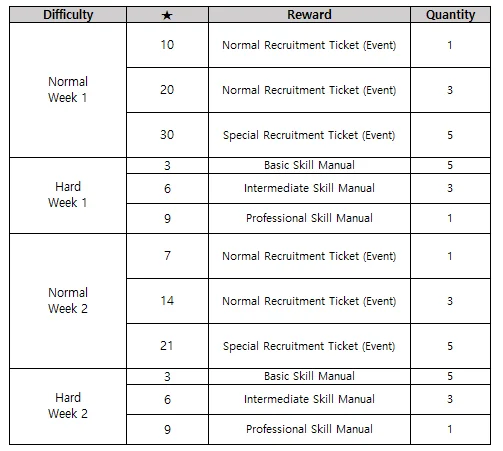 Difficulty ★ Reward Quantity
Normal Week 1
10 Normal Recruitment Ticket (Event) 1
20 Normal Recruitment Ticket (Event) 3
30 Special Recruitment Ticket (Event) 5
Hard Week 1
3 Basic Skill Manual 5
6 Intermediate Skill Manual 3
9 Professional Skill Manual 1
Normal Week 2
7 Normal Recruitment Ticket (Event) 1
14 Normal Recruitment Ticket (Event) 3
21 Special Recruitment Ticket (Event) 5
Hard Week 2
3 Basic Skill Manual 5
6 Intermediate Skill Manual 3
9 Professional Skill Manual 1